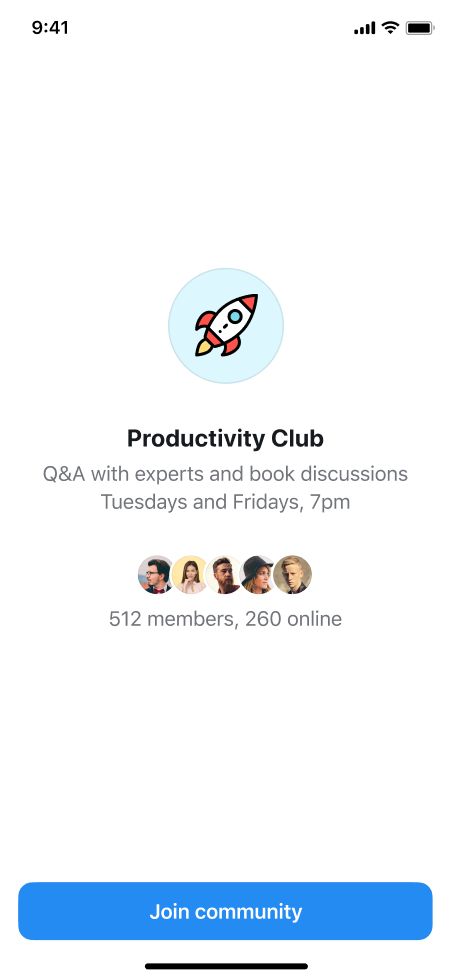 9:41
Productivity Club
Q&A with experts and book discussions
Tuesdays and Fridays, 7pm
512 members, 260 online
Join community